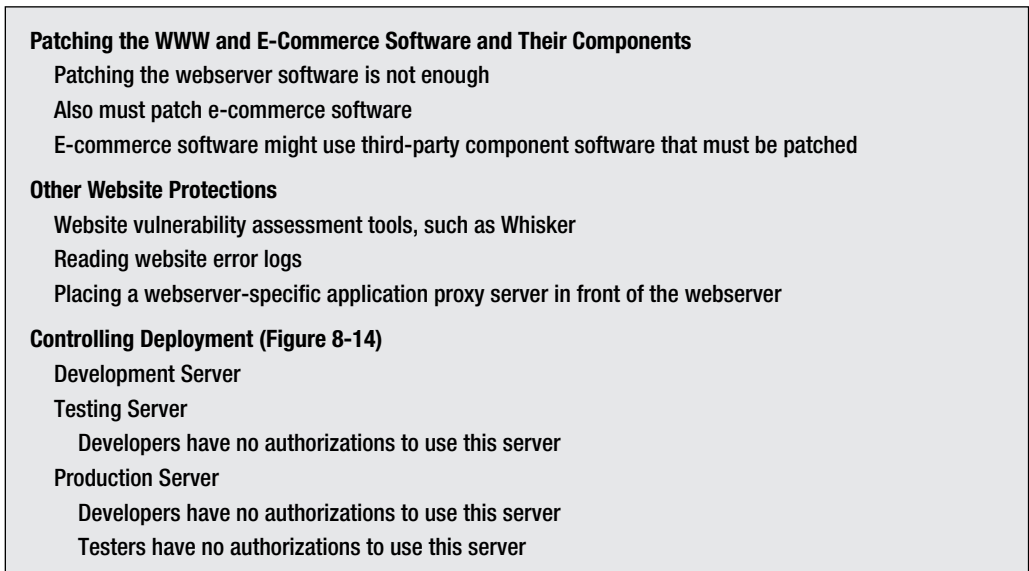 Patching the WWW and E-Commerce Software and Their Components
Patching the webserver software is not enough
Also must patch e-commerce software
E-commerce software might use third-party component software that must be patched
Other Website Protections
Website vulnerability assessment tools, such as Whisker
Reading website error logs
Placing a webserver-specific application proxy server in front of the webserver
Controlling Deployment (Figure 8-14)
Development Server
Testing Server
Developers have no authorizations to use this server
Production Server
Developers have no authorizations to use this server
Testers have no authorizations to use this server